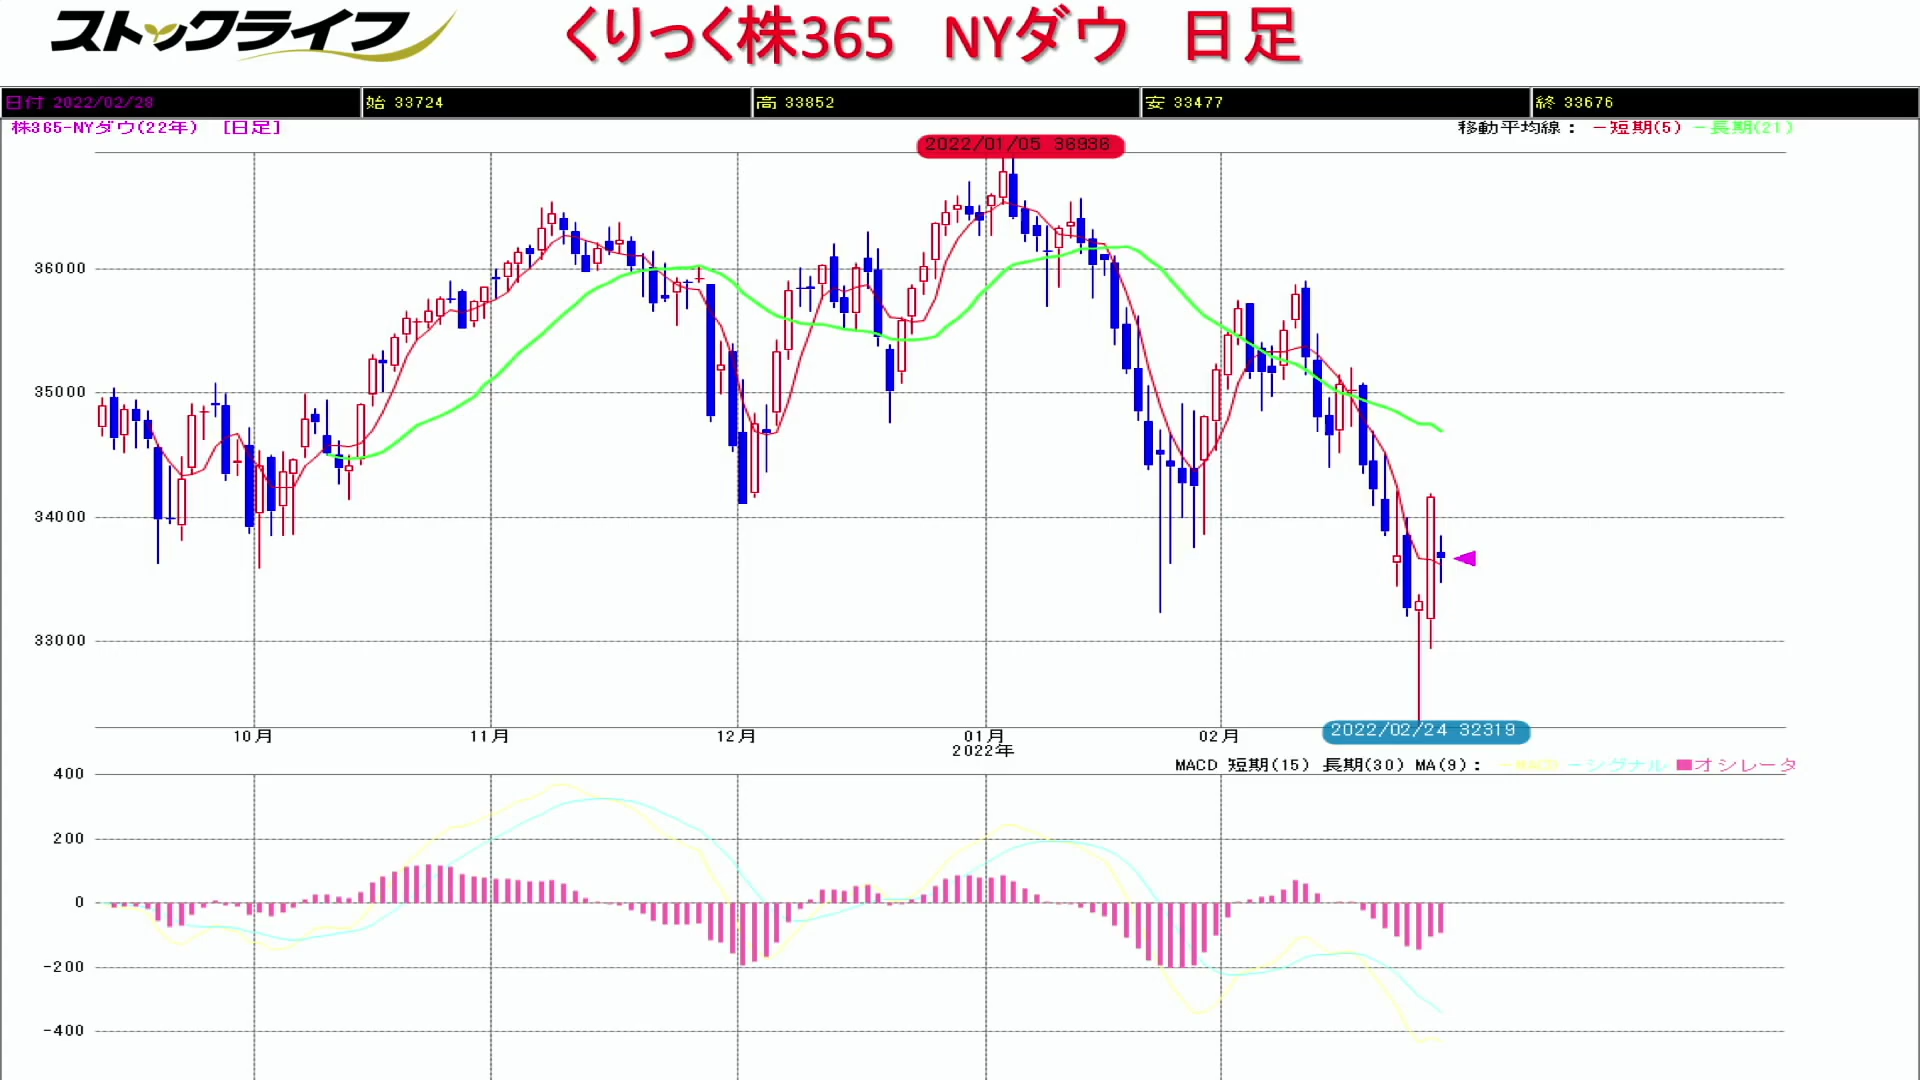 ストックライフ
くりっく株365 NYダウ 日足
日付 2022/02/28 始 33724 高 33852 安 33477 終 33676
株365-NYダウ(22年) [日足]
移動平均線: −短期(5) −長期(21)
2022/01/05 36936
36000
35000
34000
33000
2022/02/24 32319
10月 11月 12月 01月 02月
2022年
MACD 短期(15) 長期(30) MA(9): −MACD −シグナル ■オシレータ
400
200
0
-200
-400